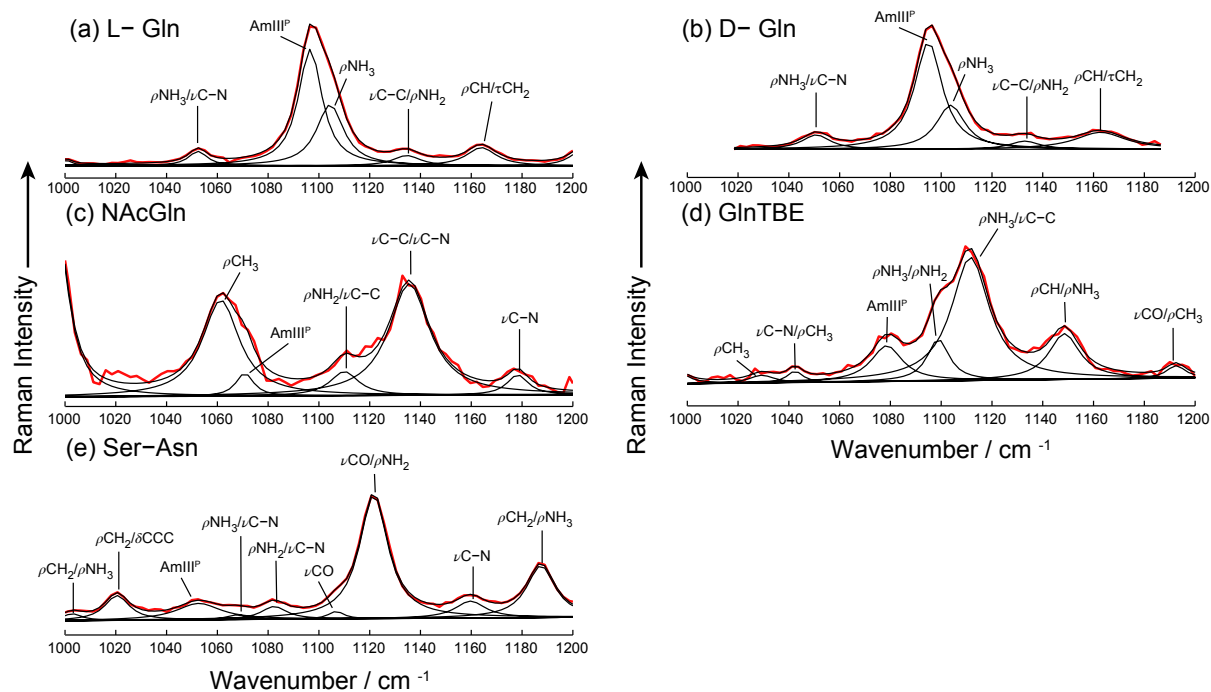 (a) L− Gln
AmIIIᴾ
ρNH₃
ρNH₃/νC−N
νC−C/ρNH₂
ρCH/τCH₂
1000 1020 1040 1060 1080 1100 1120 1140 1160 1180 1200
(b) D− Gln
AmIIIᴾ
ρNH₃
ρNH₃/νC−N
νC−C/ρNH₂
ρCH/τCH₂
1000 1020 1040 1060 1080 1100 1120 1140 1160 1180 1200
(c) NAcGln
νC−C/νC−N
ρCH₃
ρNH₂/νC−C
AmIIIᴾ
νC−N
1000 1020 1040 1060 1080 1100 1120 1140 1160 1180 1200
(d) GlnTBE
ρNH₃/νC−C
ρNH₃/ρNH₂
AmIIIᴾ
ρCH/ρNH₃
νC−N/ρCH₃
νCO/ρCH₃
ρCH₃
1000 1020 1040 1060 1080 1100 1120 1140 1160 1180 1200
Wavenumber / cm ⁻¹
Raman Intensity
Raman Intensity
(e) Ser−Asn
νCO/ρNH₂
ρNH₃/νC−N
ρCH₂/ρNH₃
ρCH₂/δCCC
ρNH₂/νC−N
AmIIIᴾ
νC−N
ρCH₂/ρNH₃
νCO
1000 1020 1040 1060 1080 1100 1120 1140 1160 1180 1200
Wavenumber / cm ⁻¹